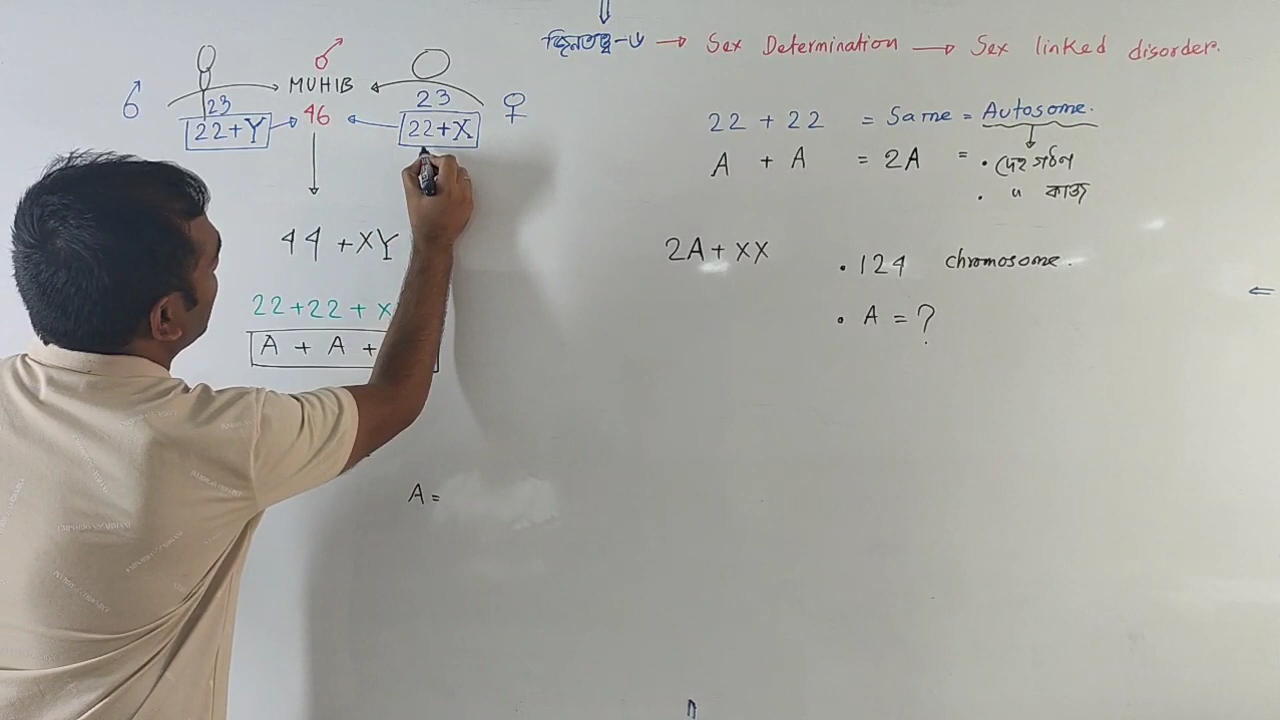 জিনতত্ত্ব-৬ → Sex Determination → Sex linked disorder.
♂
MUHIB
♂ 23 46 23 ♀
22+Y 22+X
44 + XY
22+22 + X
A + A +
A =
22 + 22 = Same = Autosome.
A + A = 2A = • দেহ গঠন
• " কাজ
2A + XX
• 124 chromosome.
• A = ?